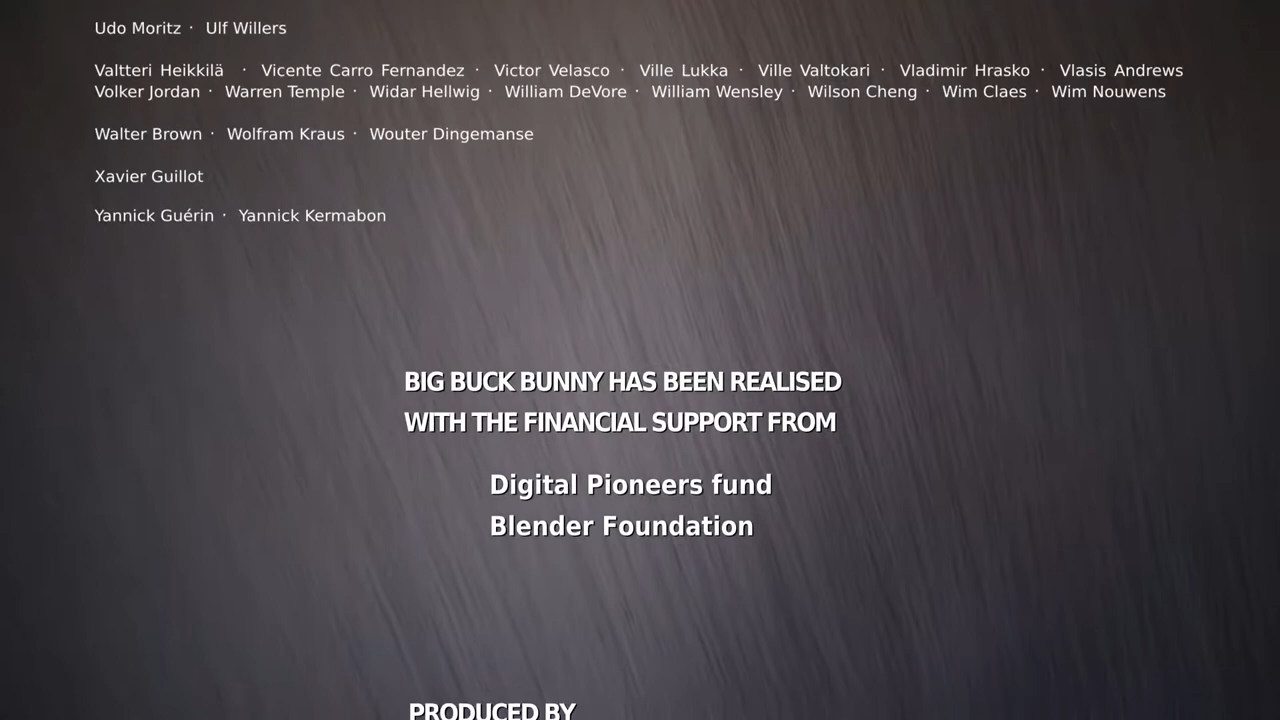 Udo Moritz · Ulf Willers
Valtteri Heikkilä · Vicente Carro Fernandez · Victor Velasco · Ville Lukka · Ville Valtokari · Vladimir Hrasko · Vlasis Andrews
Volker Jordan · Warren Temple · Widar Hellwig · William DeVore · William Wensley · Wilson Cheng · Wim Claes · Wim Nouwens
Walter Brown · Wolfram Kraus · Wouter Dingemanse
Xavier Guillot
Yannick Guérin · Yannick Kermabon
BIG BUCK BUNNY HAS BEEN REALISED
WITH THE FINANCIAL SUPPORT FROM
Digital Pioneers fund
Blender Foundation
PRODUCED BY